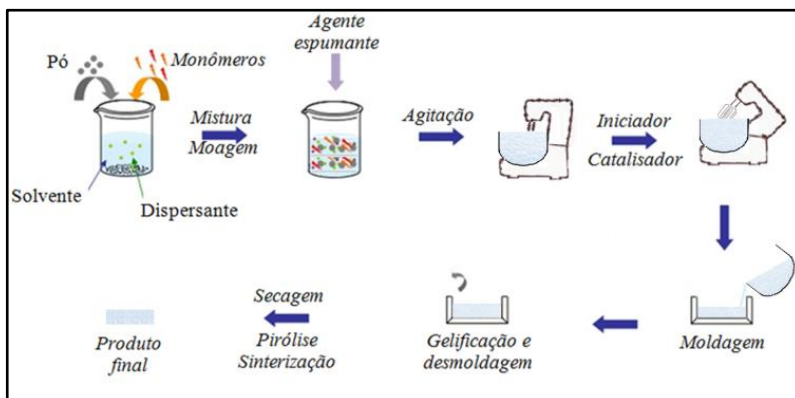 Agente
espumante
Pó
Monômeros
Mistura
Moagem
Agitação
Iniciador
Catalisador
Solvente
Dispersante
Secagem
Pirólise
Sinterização
Produto
final
Gelificação e
desmoldagem
Moldagem